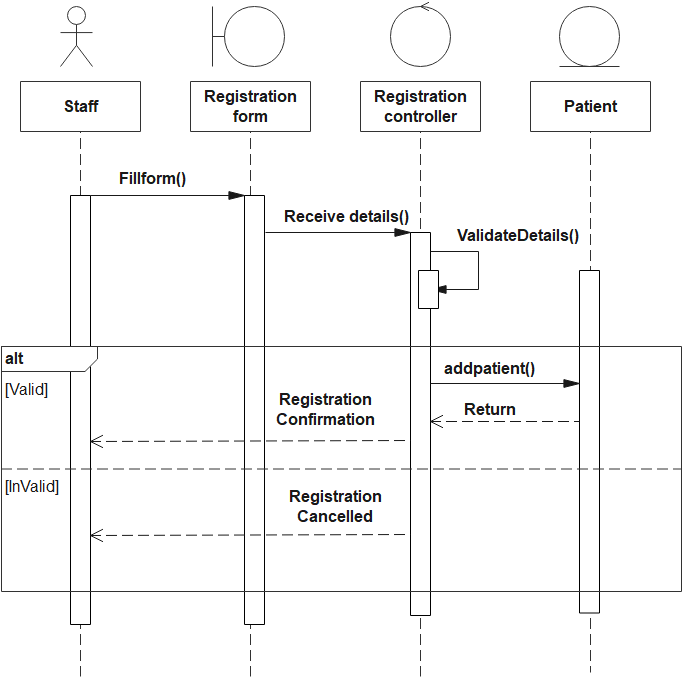 Staff
Registration
form
Registration
controller
Patient
Fillform()
Receive details()
ValidateDetails()
alt
[Valid]
addpatient()
Registration
Confirmation
Return
[InValid]
Registration
Cancelled